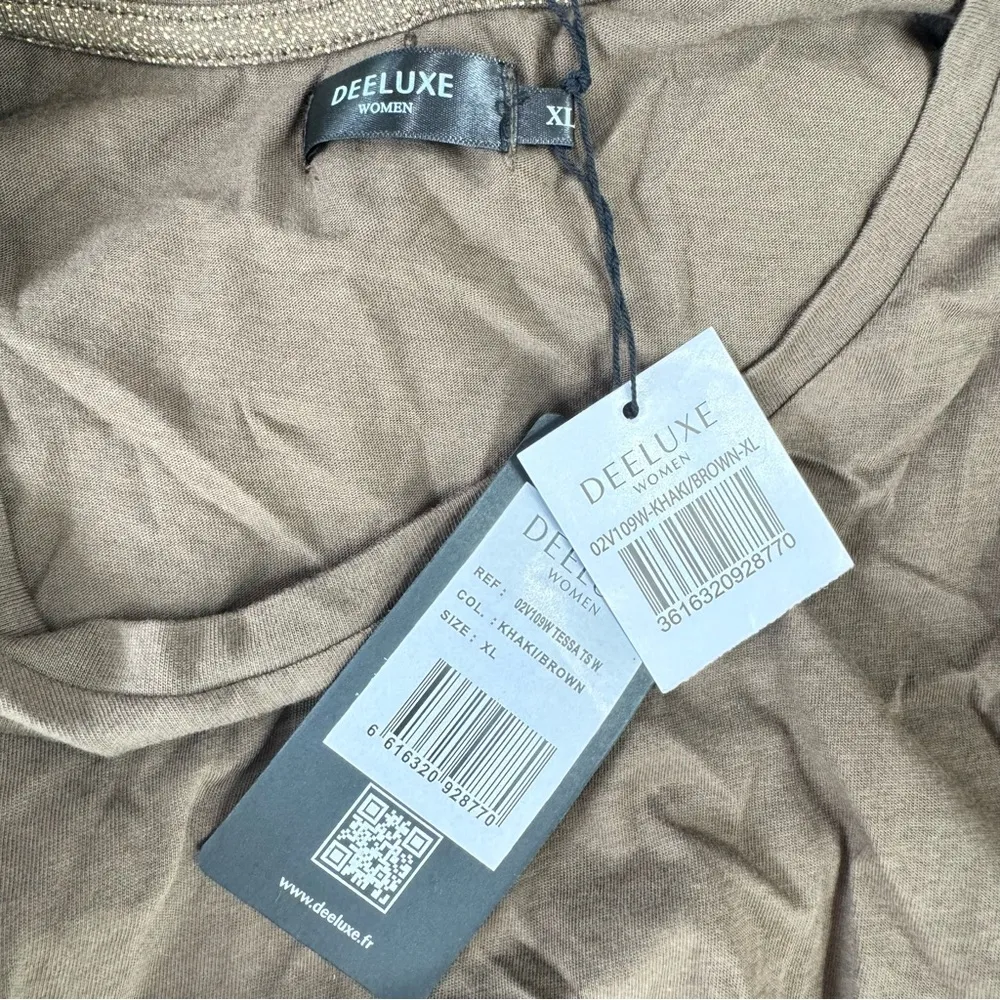 DEELUXE
WOMEN
XL
DEELUXE
WOMEN
02V109W-KHAKI/BROWN-XL
3616320928770
WOMEN
REF : 02V109W TESSA TS W
COL. : KHAKI/BROWN
SIZE : XL
6 616320 928770
www.deeluxe.fr